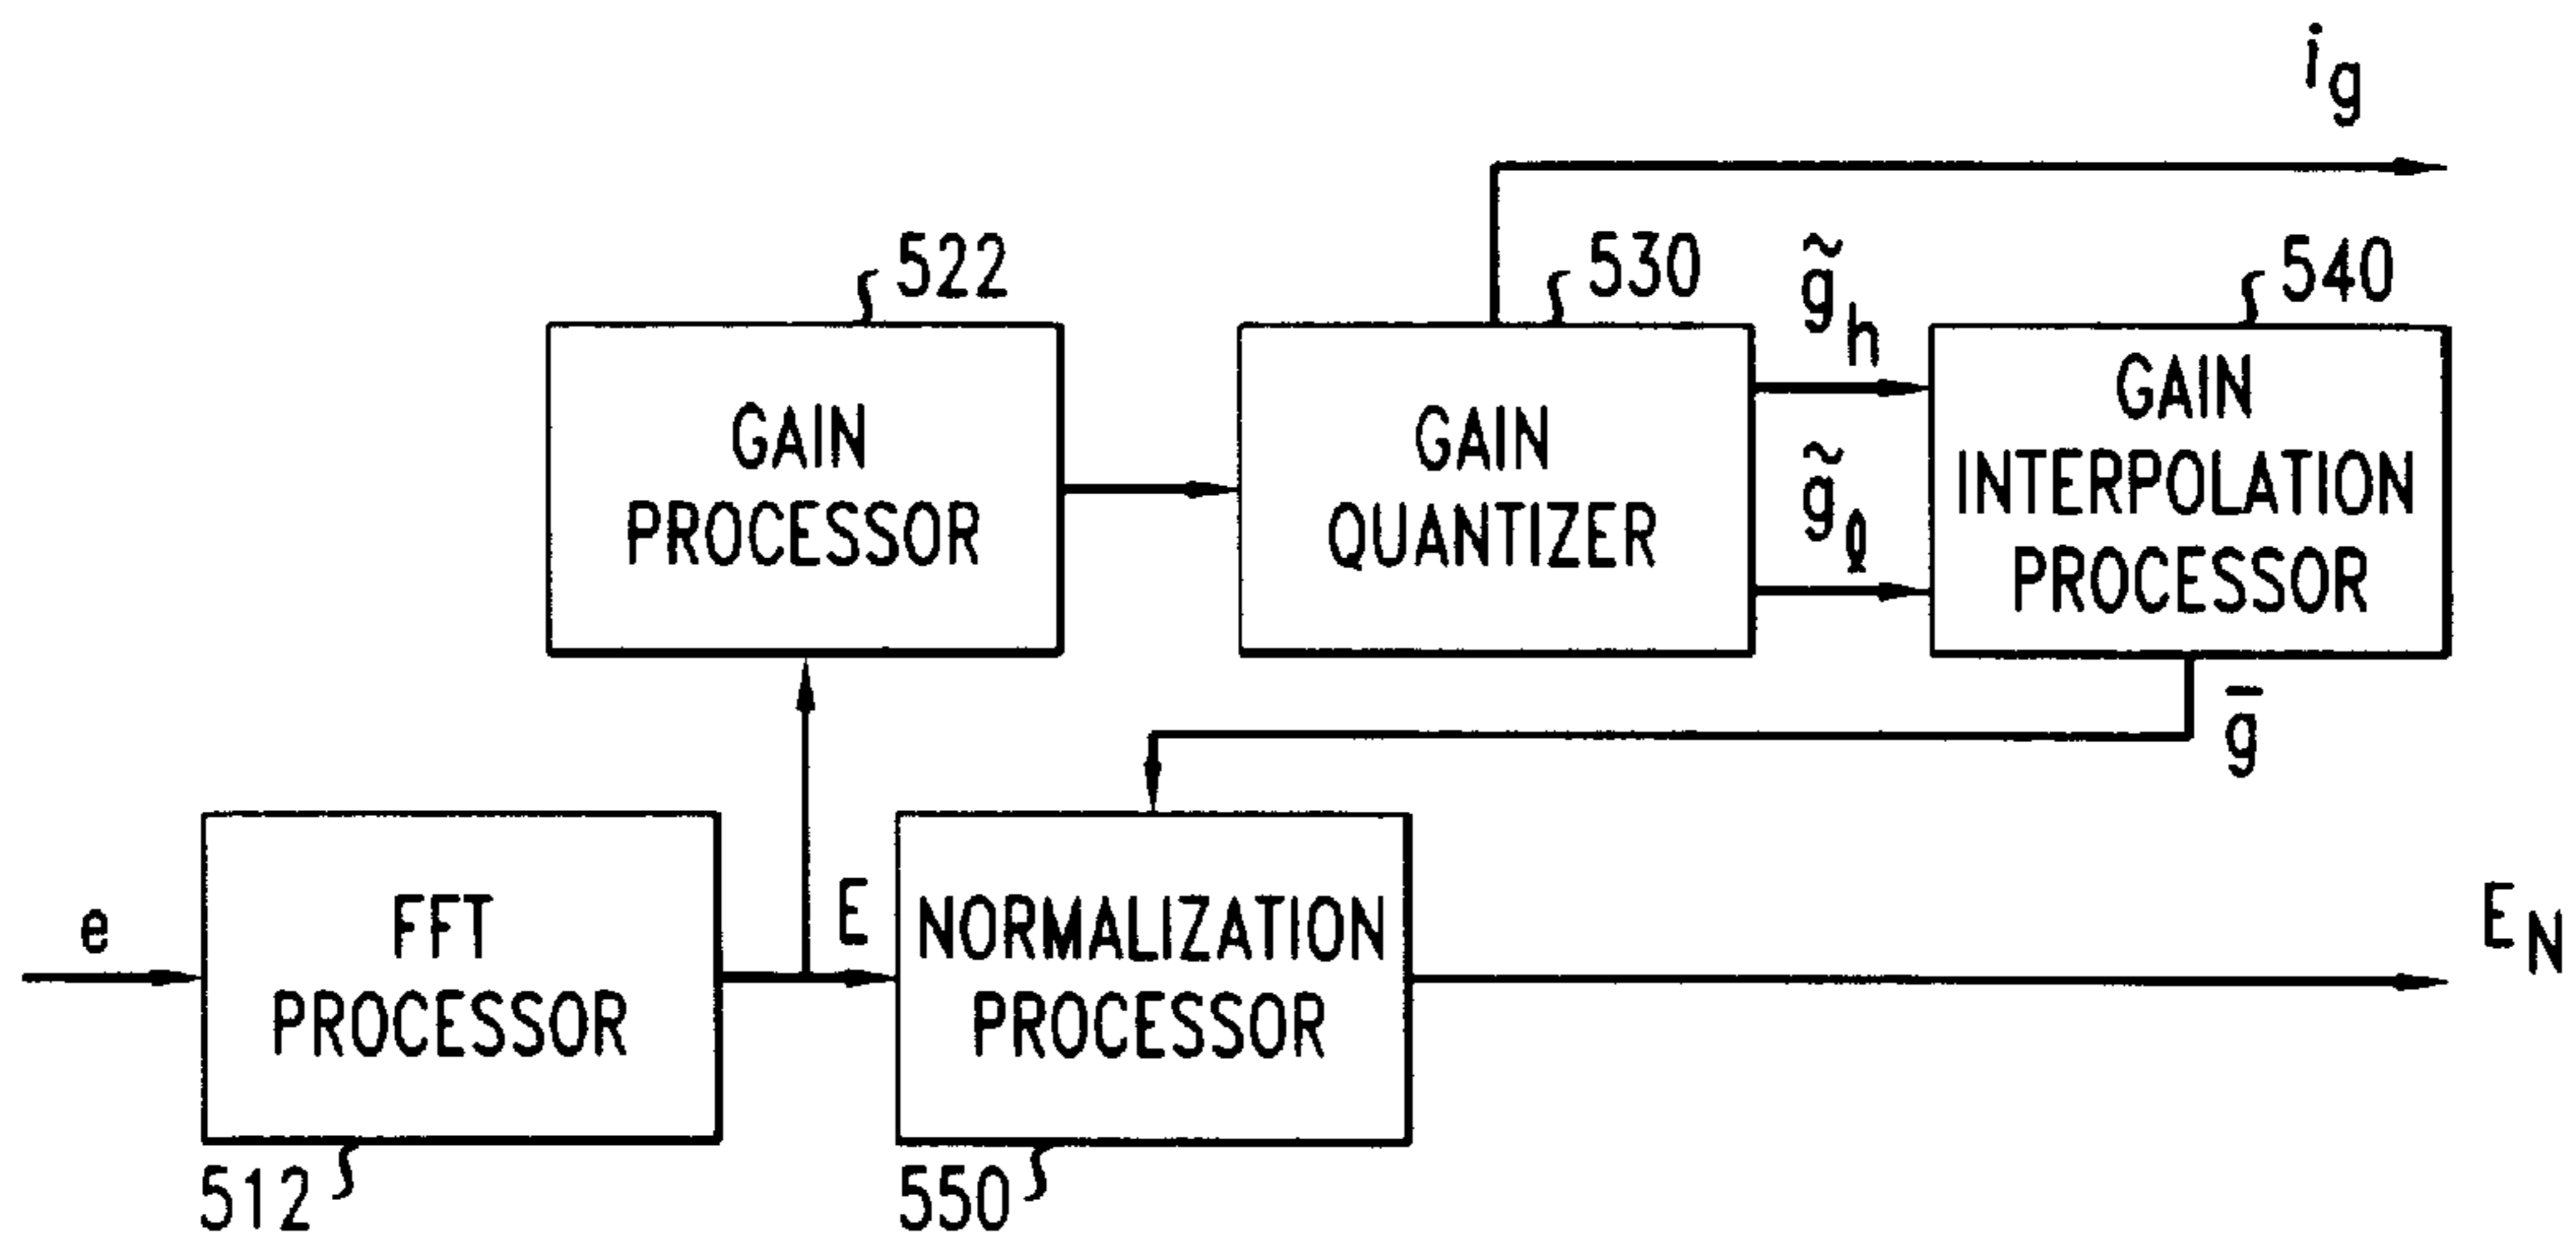 i_g
522
530
g̃_h
540
GAIN
PROCESSOR
GAIN
QUANTIZER
g̃_ℓ
GAIN
INTERPOLATION
PROCESSOR
ḡ
e
FFT
PROCESSOR
E
NORMALIZATION
PROCESSOR
E_N
512
550